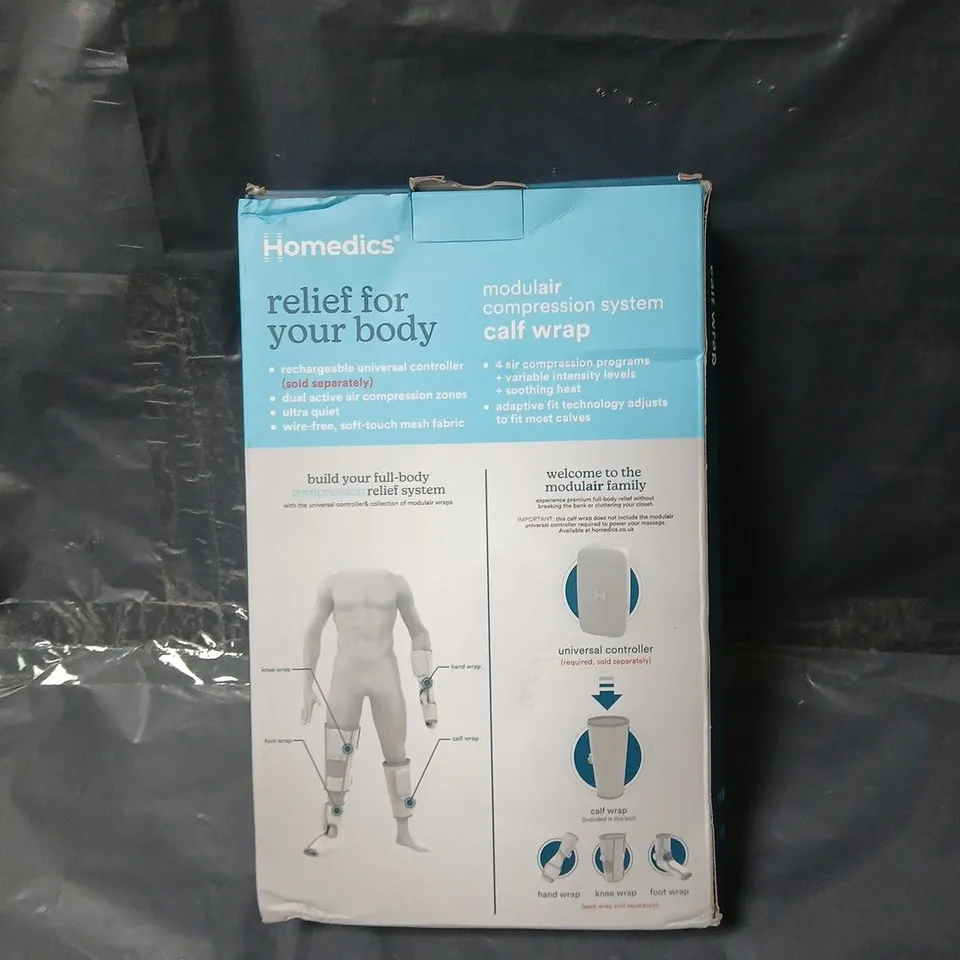 Homedics®
relief for
your body
• rechargeable universal controller
(sold separately)
• dual active air compression zones
• ultra quiet
• wire-free, soft-touch mesh fabric
modulair
compression system
calf wrap
• 4 air compression programs
+ variable intensity levels
+ soothing heat
• adaptive fit technology adjusts
to fit most calves
calf wrap
build your full-body
compression relief system
with the universal controller& collection of modulair wraps
knee wrap
hand wrap
foot wrap
calf wrap
welcome to the
modulair family
experience premium full-body relief without
breaking the bank or cluttering your closet.
IMPORTANT: this calf wrap does not include the modulair
universal controller required to power your massage.
Available at homedics.co.uk
H
universal controller
(required, sold separately)
calf wrap
(included in this box)
hand wrap knee wrap foot wrap
(each wrap sold separately)